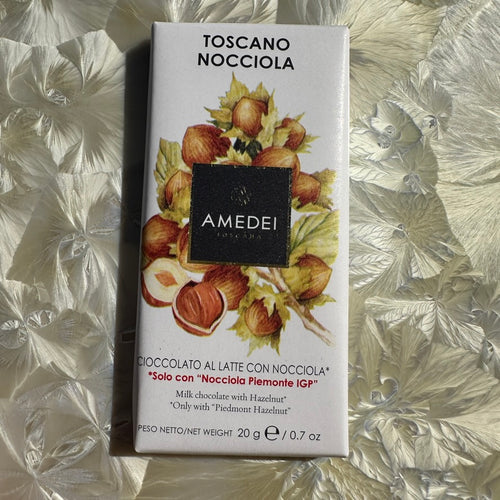 TOSCANO
NOCCIOLA
AMEDEI
TOSCANA
CIOCCOLATO AL LATTE CON NOCCIOLA*
*Solo con “Nocciola Piemonte IGP”
Milk chocolate with Hazelnut*
*Only with “Piedmont Hazelnut”
PESO NETTO/NET WEIGHT 20 g ℮ / 0.7 oz